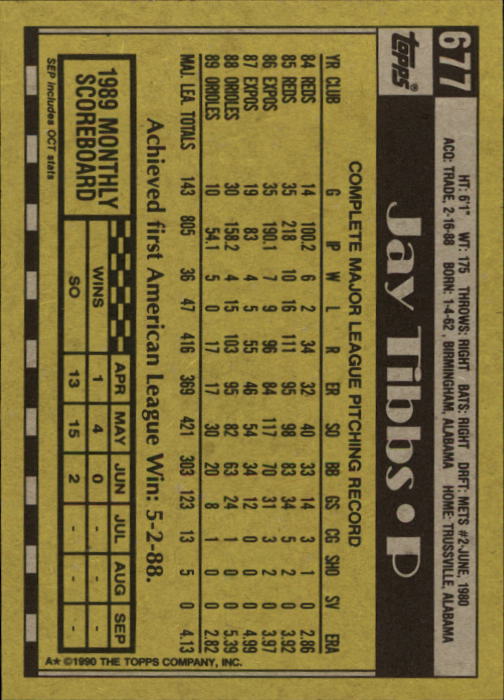 677
topps®
Jay Tibbs • P
HT: 6'1" WT: 175 THROWS: RIGHT BATS: RIGHT DRFT: METS #2-JUNE, 1980
ACQ: TRADE, 2-16-88 BORN: 1-4-62, BIRMINGHAM, ALABAMA HOME: TRUSSVILLE, ALABAMA
COMPLETE MAJOR LEAGUE PITCHING RECORD
YR CLUB G IP W L R ER SO BB GS CG SHO SV ERA
84 REDS 14 100.2 6 2 34 32 40 33 14 3 1 0 2.86
85 REDS 35 218 10 16 111 95 98 83 34 5 2 0 3.92
86 EXPOS 35 190.1 7 9 96 84 117 70 31 3 2 0 3.97
87 EXPOS 19 83 4 5 55 46 54 34 12 0 0 0 4.99
88 ORIOLES 30 158.2 4 15 103 95 82 63 24 1 0 0 5.39
89 ORIOLES 10 54.1 5 0 17 17 30 20 8 1 0 0 2.82
MAJ. LEA. TOTALS 143 805 36 47 416 369 421 303 123 13 5 0 4.13
Achieved first American League Win: 5-2-88.
1989 MONTHLY
SCOREBOARD
APR MAY JUN JUL AUG SEP
WINS 1 4 0 - - -
SO 13 15 2 - - -
SEP includes OCT stats
A★ ©1990 THE TOPPS COMPANY, INC.